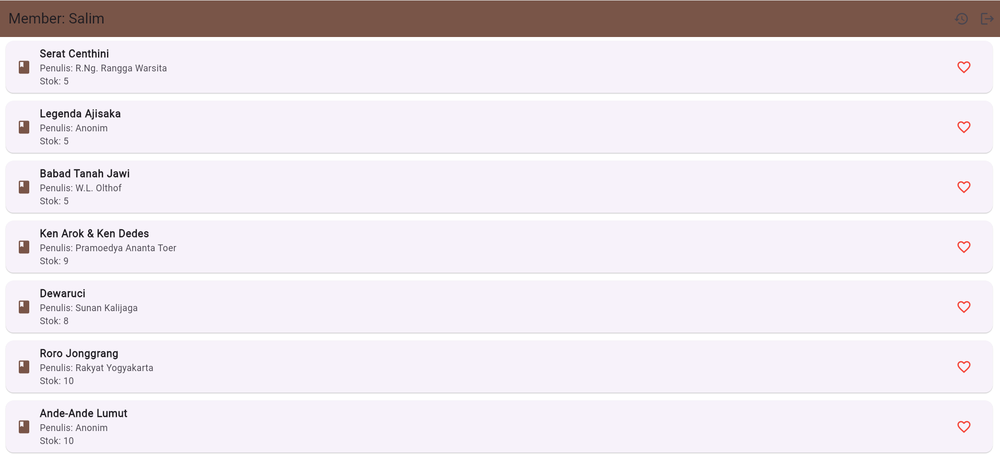 Member: Salim
Serat Centhini
Penulis: R.Ng. Rangga Warsita
Stok: 5
Legenda Ajisaka
Penulis: Anonim
Stok: 5
Babad Tanah Jawi
Penulis: W.L. Olthof
Stok: 5
Ken Arok & Ken Dedes
Penulis: Pramoedya Ananta Toer
Stok: 9
Dewaruci
Penulis: Sunan Kalijaga
Stok: 8
Roro Jonggrang
Penulis: Rakyat Yogyakarta
Stok: 10
Ande-Ande Lumut
Penulis: Anonim
Stok: 10